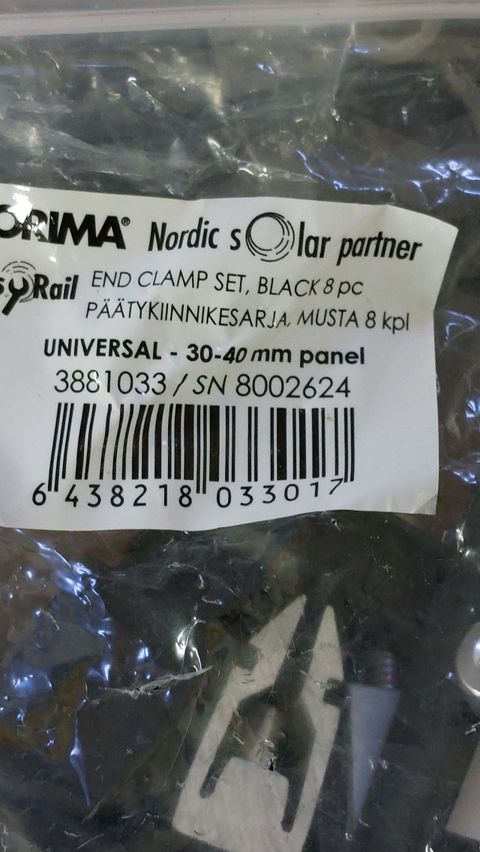 ORIMA® Nordic solar partner
syRail END CLAMP SET, BLACK 8 pc
PÄÄTYKIINNIKESARJA, MUSTA 8 kpl
UNIVERSAL - 30-40 mm panel
3881033 / SN 8002624
6 438218 033017